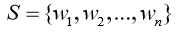 S = {w₁, w₂, ..., wₙ}